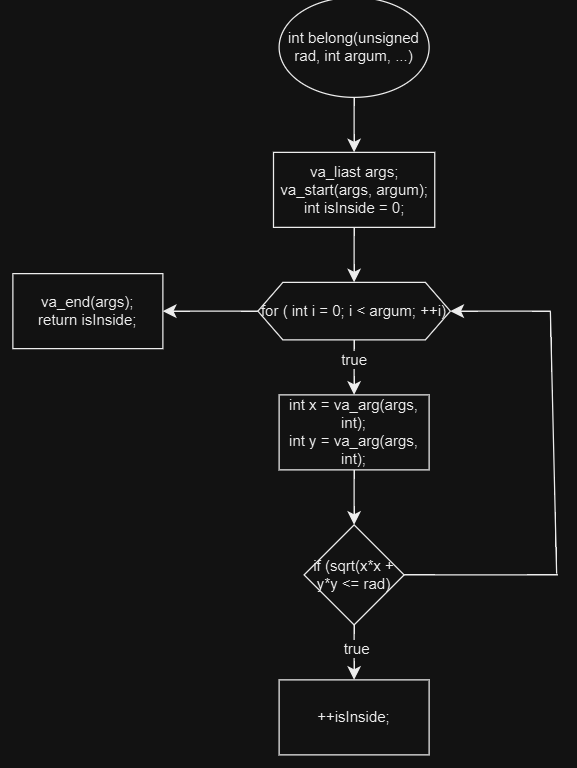 int belong(unsigned
rad, int argum, ...)
va_liast args;
va_start(args, argum);
int isInside = 0;
va_end(args);
return isInside;
for ( int i = 0; i < argum; ++i)
true
int x = va_arg(args,
int);
int y = va_arg(args,
int);
if (sqrt(x*x +
y*y <= rad)
true
++isInside;